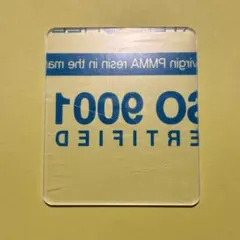 virgin PMMA resin in the ma
SO 9001
ERTIFIED